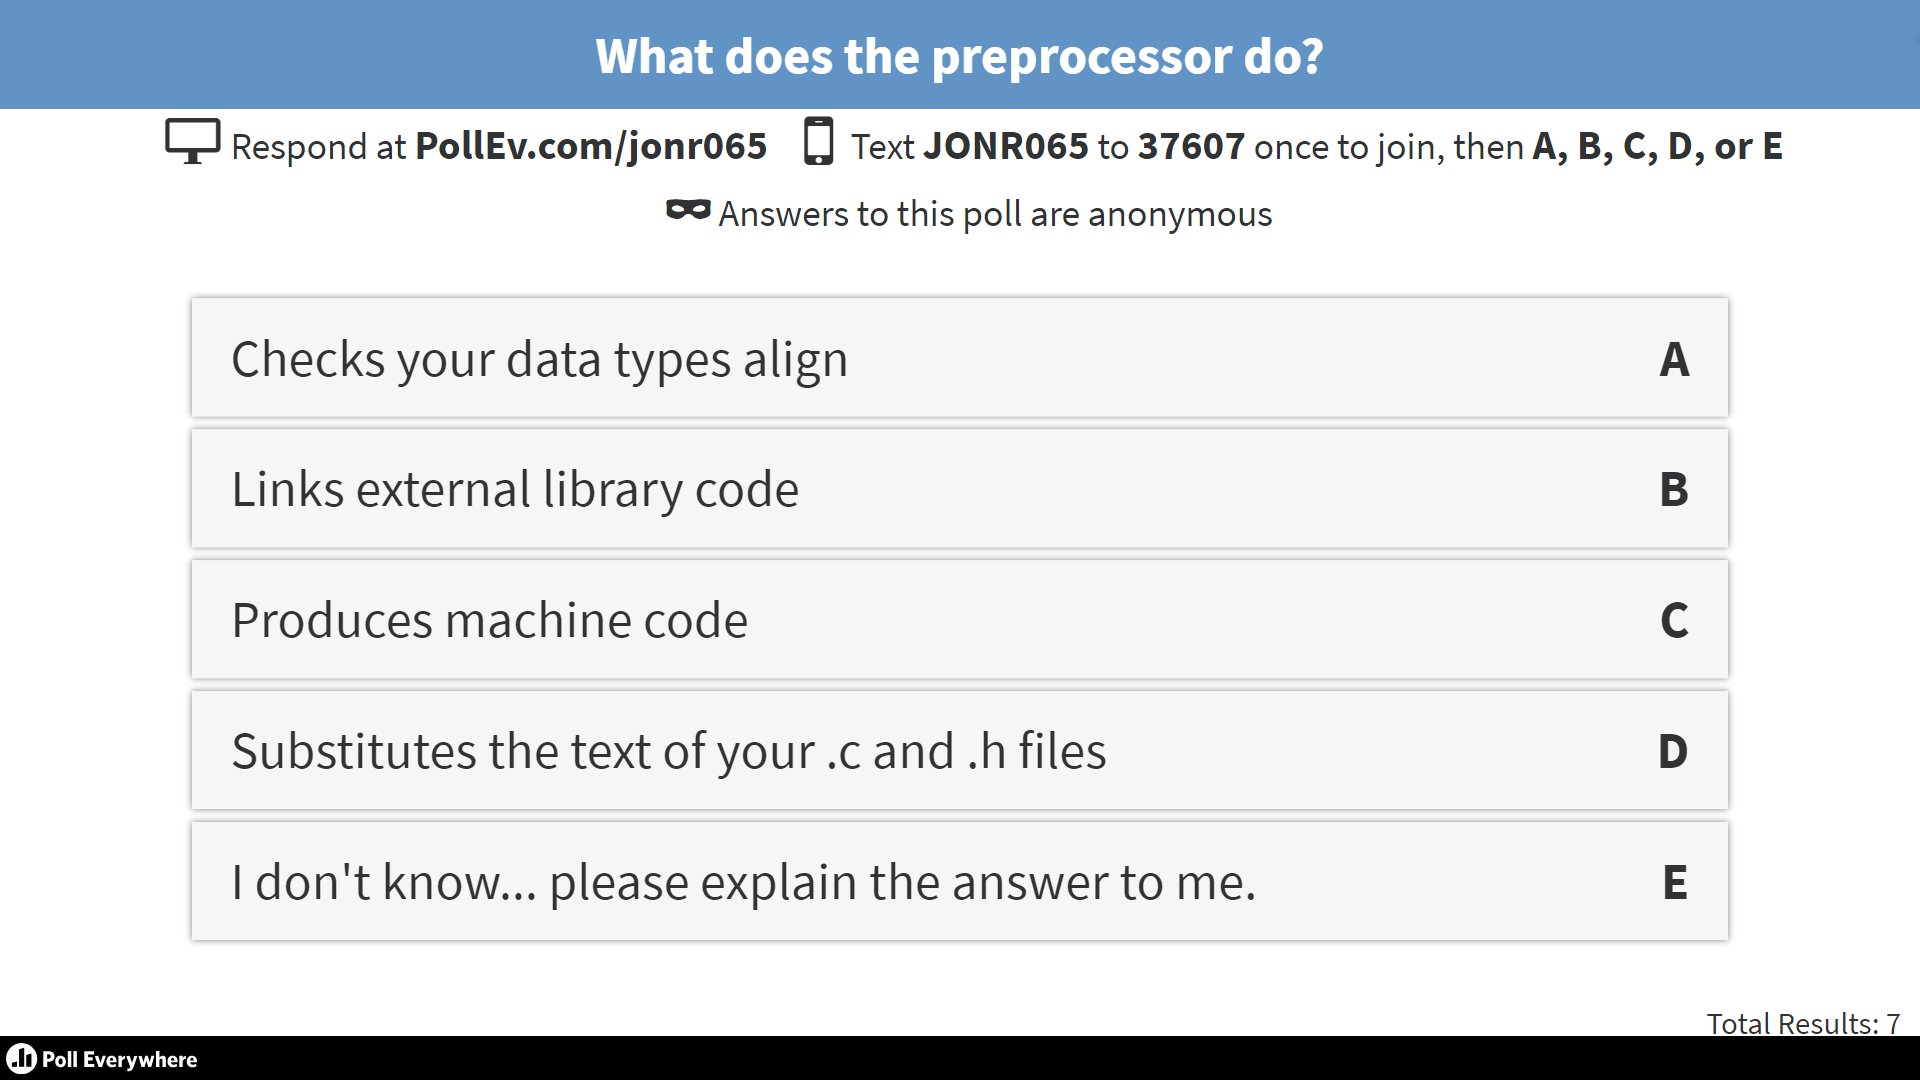 What does the preprocessor do?
Respond at PollEv.com/jonr065 Text JONR065 to 37607 once to join, then A, B, C, D, or E
Answers to this poll are anonymous
Checks your data types align A
Links external library code B
Produces machine code C
Substitutes the text of your .c and .h files D
I don't know... please explain the answer to me. E
Total Results: 7
Poll Everywhere